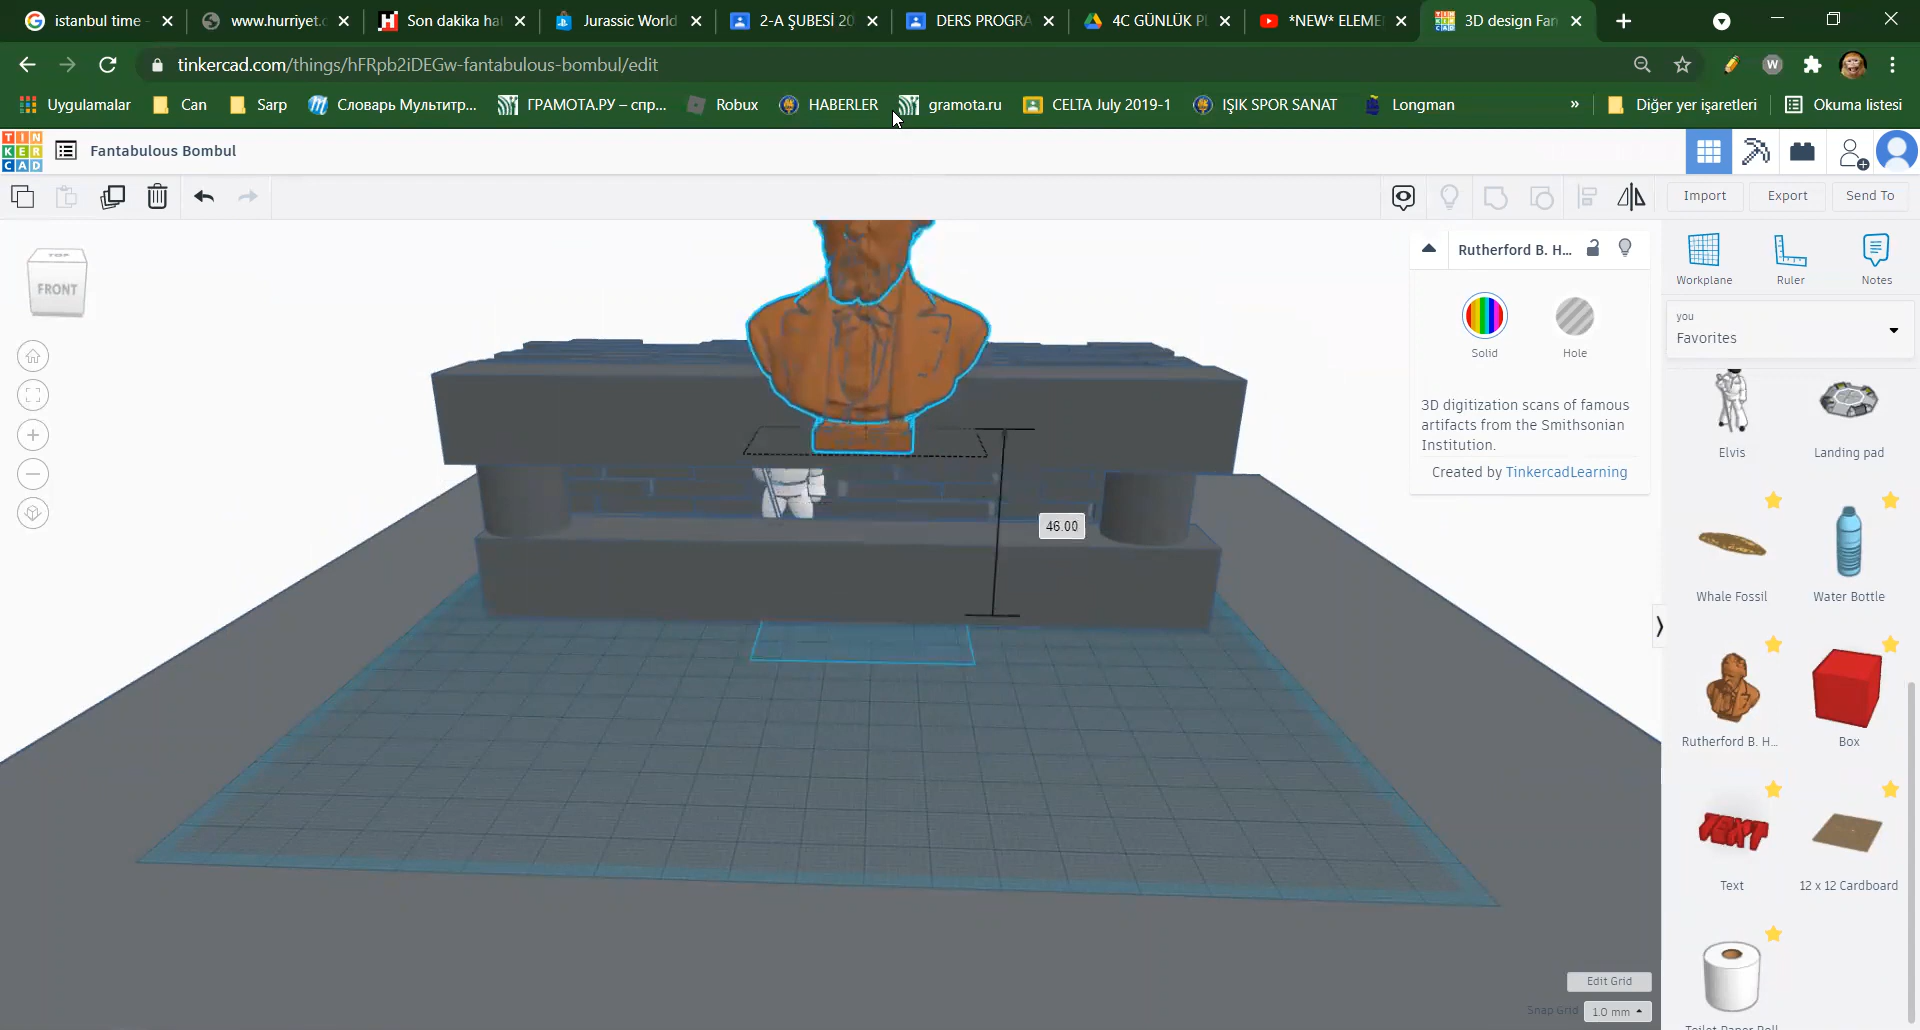 istanbul time -
www.hurriyet.c
Son dakika ha
Jurassic World
2-A ŞUBESİ 20
DERS PROGRA
4C GÜNLÜK P
*NEW* ELEME
3D design Fan
tinkercad.com/things/hFRpb2iDEGw-fantabulous-bombul/edit
W
Uygulamalar
Can
Sarp
Словарь Мультитр...
ГРАМОТА.РУ – спр...
Robux
HABERLER
gramota.ru
CELTA July 2019-1
IŞIK SPOR SANAT
Longman
»
Diğer yer işaretleri
Okuma listesi
TIN
KER
CAD
Fantabulous Bombul
Import
Export
Send To
TOP
FRONT
Rutherford B. H...
Solid
Hole
3D digitization scans of famous
artifacts from the Smithsonian
Institution.
Created by TinkercadLearning
46.00
Workplane
Ruler
Notes
you
Favorites
Elvis
Landing pad
Whale Fossil
Water Bottle
Rutherford B. H...
Box
TEXT
Text
12 x 12 Cardboard
Toilet Paper Roll
Edit Grid
Snap Grid
1.0 mm